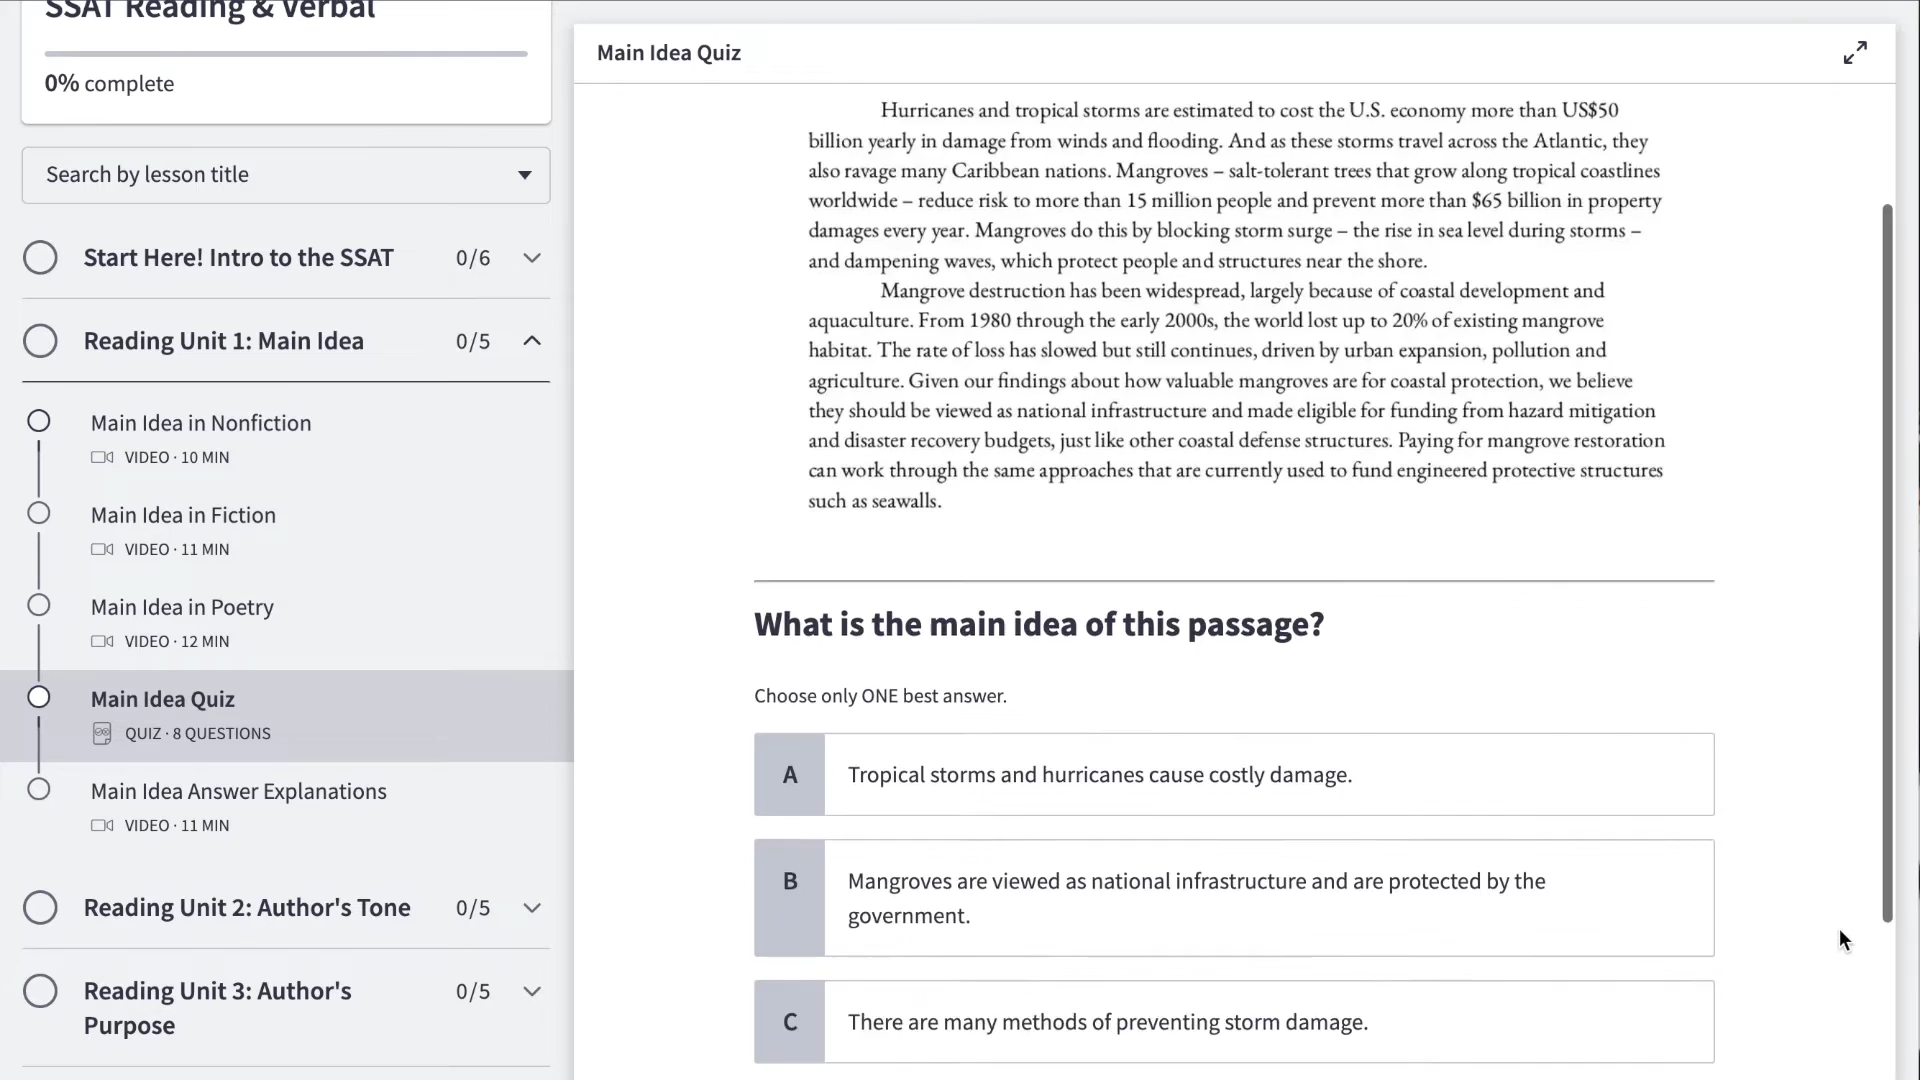 SSAT Reading & Verbal
0% complete
Search by lesson title
Start Here! Intro to the SSAT 0/6
Reading Unit 1: Main Idea 0/5
Main Idea in Nonfiction
VIDEO · 10 MIN
Main Idea in Fiction
VIDEO · 11 MIN
Main Idea in Poetry
VIDEO · 12 MIN
Main Idea Quiz
QUIZ · 8 QUESTIONS
Main Idea Answer Explanations
VIDEO · 11 MIN
Reading Unit 2: Author's Tone 0/5
Reading Unit 3: Author's 0/5
Purpose
Main Idea Quiz
Hurricanes and tropical storms are estimated to cost the U.S. economy more than US$50
billion yearly in damage from winds and flooding. And as these storms travel across the Atlantic, they
also ravage many Caribbean nations. Mangroves – salt-tolerant trees that grow along tropical coastlines
worldwide – reduce risk to more than 15 million people and prevent more than $65 billion in property
damages every year. Mangroves do this by blocking storm surge – the rise in sea level during storms –
and dampening waves, which protect people and structures near the shore.
Mangrove destruction has been widespread, largely because of coastal development and
aquaculture. From 1980 through the early 2000s, the world lost up to 20% of existing mangrove
habitat. The rate of loss has slowed but still continues, driven by urban expansion, pollution and
agriculture. Given our findings about how valuable mangroves are for coastal protection, we believe
they should be viewed as national infrastructure and made eligible for funding from hazard mitigation
and disaster recovery budgets, just like other coastal defense structures. Paying for mangrove restoration
can work through the same approaches that are currently used to fund engineered protective structures
such as seawalls.
What is the main idea of this passage?
Choose only ONE best answer.
A Tropical storms and hurricanes cause costly damage.
B Mangroves are viewed as national infrastructure and are protected by the
government.
C There are many methods of preventing storm damage.